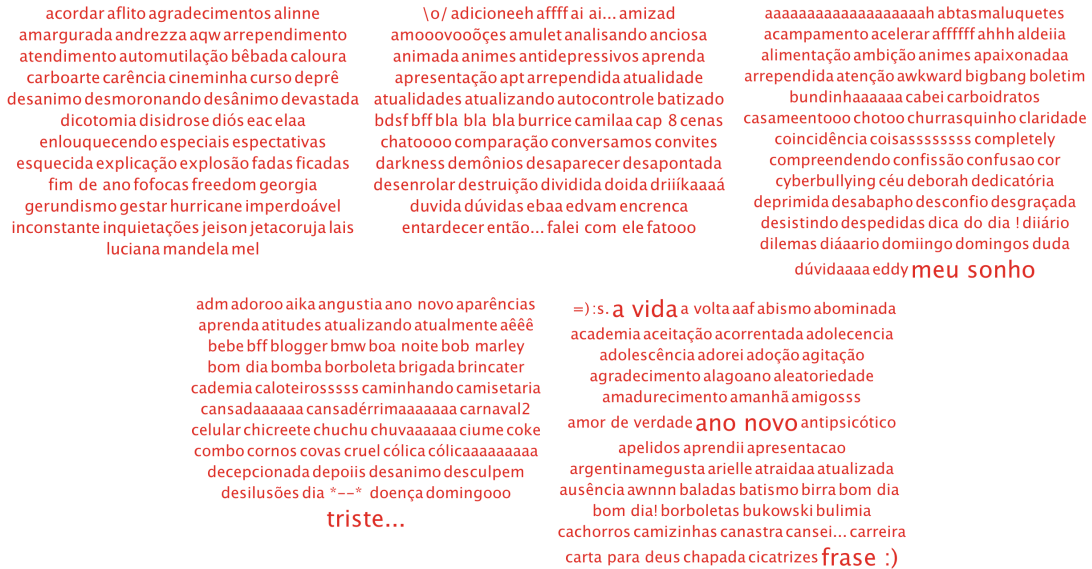 acordar aflito agradecimentos alinne
amargurada andrezza aqw arrependimento
atendimento automutilação bêbada caloura
carboarte carência cineminha curso deprê
desanimo desmoronando desânimo devastada
dicotomia disidrose diós eac elaa
enlouquecendo especiais espectativas
esquecida explicação explosão fadas ficadas
fim de ano fofocas freedom georgia
gerundismo gestar hurricane imperdoável
inconstante inquietações jeison jetacoruja lais
luciana mandela mel
\o/ adicioneeh affff ai ai... amizad
amooovooõçes amulet analisando anciosa
animada animes antidepressivos aprenda
apresentação apt arrependida atualidade
atualidades atualizando autocontrole batizado
bdsf bff bla bla bla burrice camilaa cap 8 cenas
chatoooo comparação conversamos convites
darkness demônios desaparecer desapontada
desenrolar destruição dividida doida driiíkaaaá
duvida dúvidas ebaa edvam encrenca
entardecer então... falei com ele fatooo
aaaaaaaaaaaaaaaaaaah abtasmaluquetes
acampamento acelerar affffff ahhh aldeiia
alimentação ambição animes apaixonadaa
arrependida atenção awkward bigbang boletim
bundinhaaaaaa cabei carboidratos
casameentooo chotoo churrasquinho claridade
coincidência coisasssssss completely
compreendendo confissão confusao cor
cyberbullying céu deborah dedicatória
deprimida desabapho desconfio desgraçada
desistindo despedidas dica do dia ! diiário
dilemas diáaario domiingo domingos duda
dúvidaaaa eddy meu sonho
adm adoroo aika angustia ano novo aparências
aprenda atitudes atualizando atualmente aêêê
bebe bff blogger bmw boa noite bob marley
bom dia bomba borboleta brigada brincater
cademia caloteirosssss caminhando camisetaria
cansadaaaaaa cansadérrimaaaaaaa carnaval2
celular chicreete chuchu chuvaaaaaa ciume coke
combo cornos covas cruel cólica cólicaaaaaaaaa
decepcionada depoiis desanimo desculpem
desilusões dia *--* doença domingooo
triste...
=) :s. a vida a volta aaf abismo abominada
academia aceitação acorrentada adolecencia
adolescência adorei adoção agitação
agradecimento alagoano aleatoriedade
amadurecimento amanhã amigosss
amor de verdade ano novo antipsicótico
apelidos aprendii apresentacao
argentinamegusta arielle atraidaa atualizada
ausência awnnn baladas batismo birra bom dia
bom dia! borboletas bukowski bulimia
cachorros camizinhas canastra cansei... carreira
carta para deus chapada cicatrizes frase :)